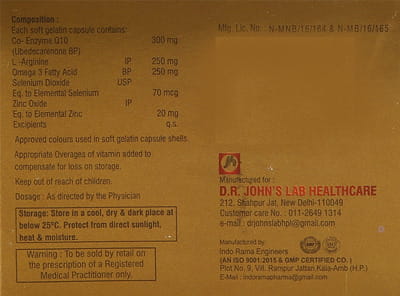 Composition :
Each soft gelatin capsule contains:
Co- Enzyme Q10 300 mg
(Ubedecarenone BP)
L -Arginine IP 250 mg
Omega 3 Fatty Acid BP 250 mg
Selenium Dioxide USP
Eq. to Elemental Selenium 70 mcg
Zinc Oxide IP
Eq. to Elemental Zinc 20 mg
Excipients q.s.
Approved colours used in soft gelatin capsule shells.
Appropriate Overages of vitamin added to
compensate for loss on storage.
Keep out of reach of children.
Dosage : As directed by the Physician
Storage: Store in a cool, dry & dark place at
below 25ºC. Protect from direct sunlight,
heat & moisture.
Warning : To be sold by retail on
the prescription of a Registered
Medical Practitioner only.
Mfg. Lic. No. N-MNB/16/164 & N-MB/16/165
Manufactured for :
D.R. JOHN'S LAB HEALTHCARE
212, Shahpur Jat, New Delhi-110049
Customer care No. : 011-2649 1314
e-mail : drjohnslabhpl@gmail.com
Manufactured by:
Indo Rama Engineers
(AN ISO 9001:2015 & GMP CERTIFIED CO. )
Plot No. 9, Vill. Rampur Jattan,Kala-Amb (H.P.)
E-Mail : indoramapharma@gmail.com